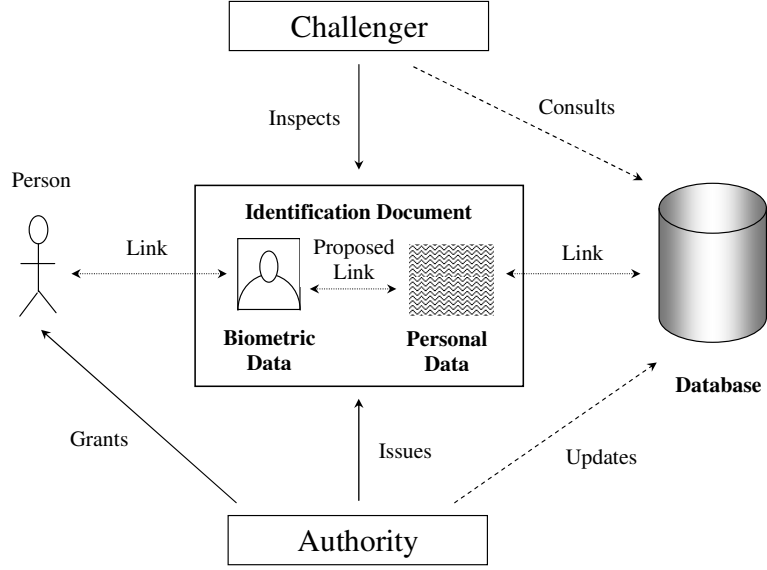 Challenger
Inspects
Consults
Person
Identification Document
Link
Proposed
Link
Link
Biometric
Data
Personal
Data
Database
Grants
Issues
Updates
Authority